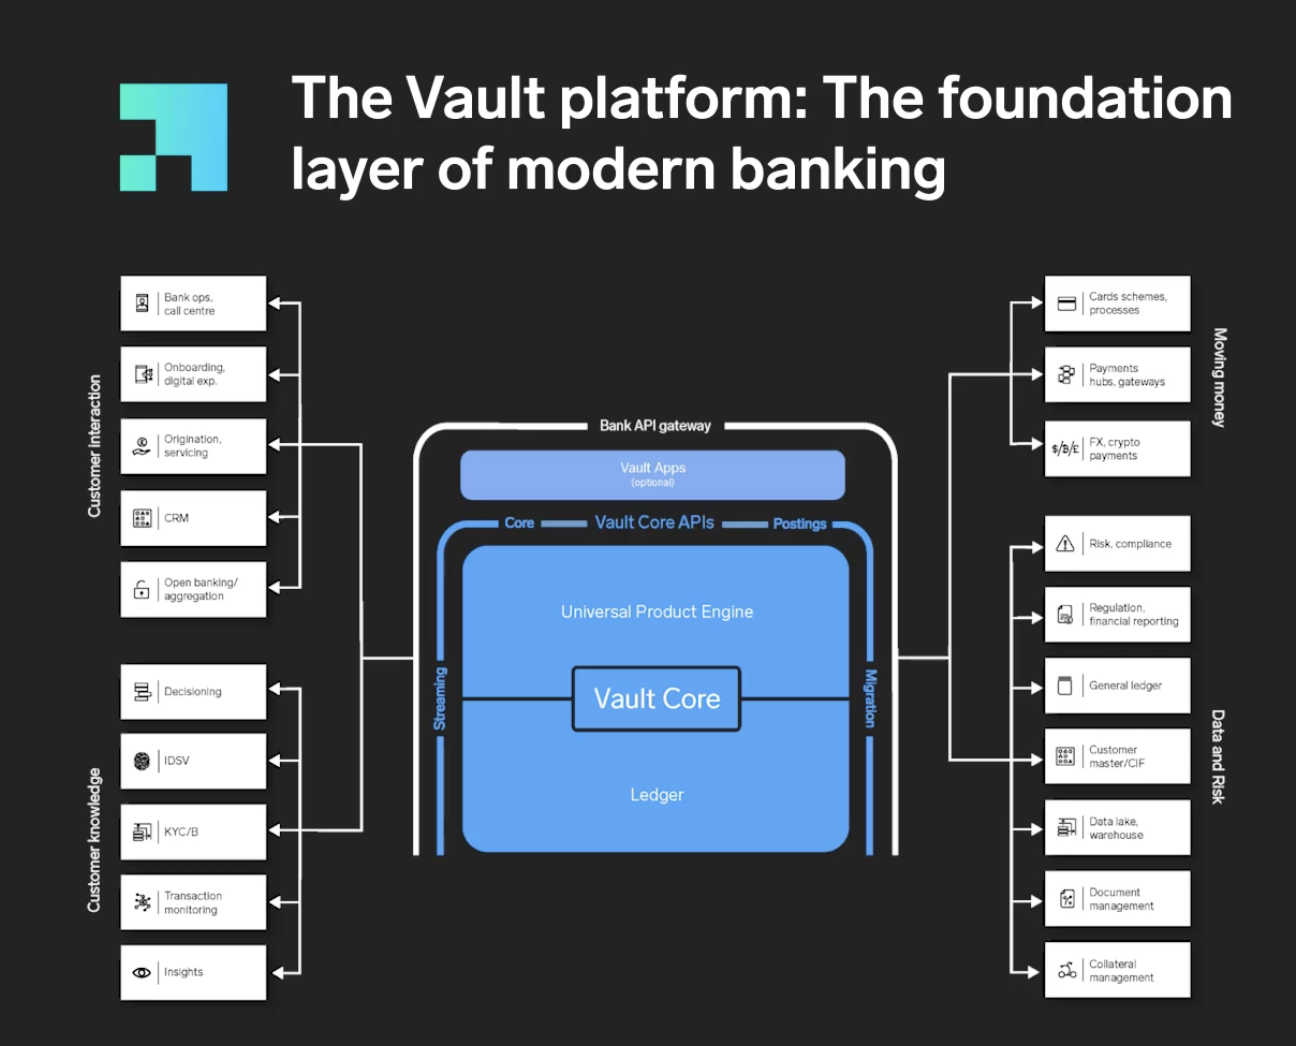 The Vault platform: The foundation
layer of modern banking
Customer interaction
Bank ops,
call centre
Onboarding,
digital exp.
Origination,
servicing
CRM
Open banking/
aggregation
Customer knowledge
Decisioning
IDSV
KYC/B
Transaction
monitoring
Insights
Bank API gateway
Vault Apps
(optional)
Core
Vault Core APIs
Postings
Streaming
Migration
Universal Product Engine
Vault Core
Ledger
Moving money
Cards schemes,
processes
Payments
hubs, gateways
$/₿/£
FX, crypto
payments
Data and Risk
Risk, compliance
Regulation,
financial reporting
General ledger
Customer
master/CIF
Data lake,
warehouse
Document
management
Collateral
management